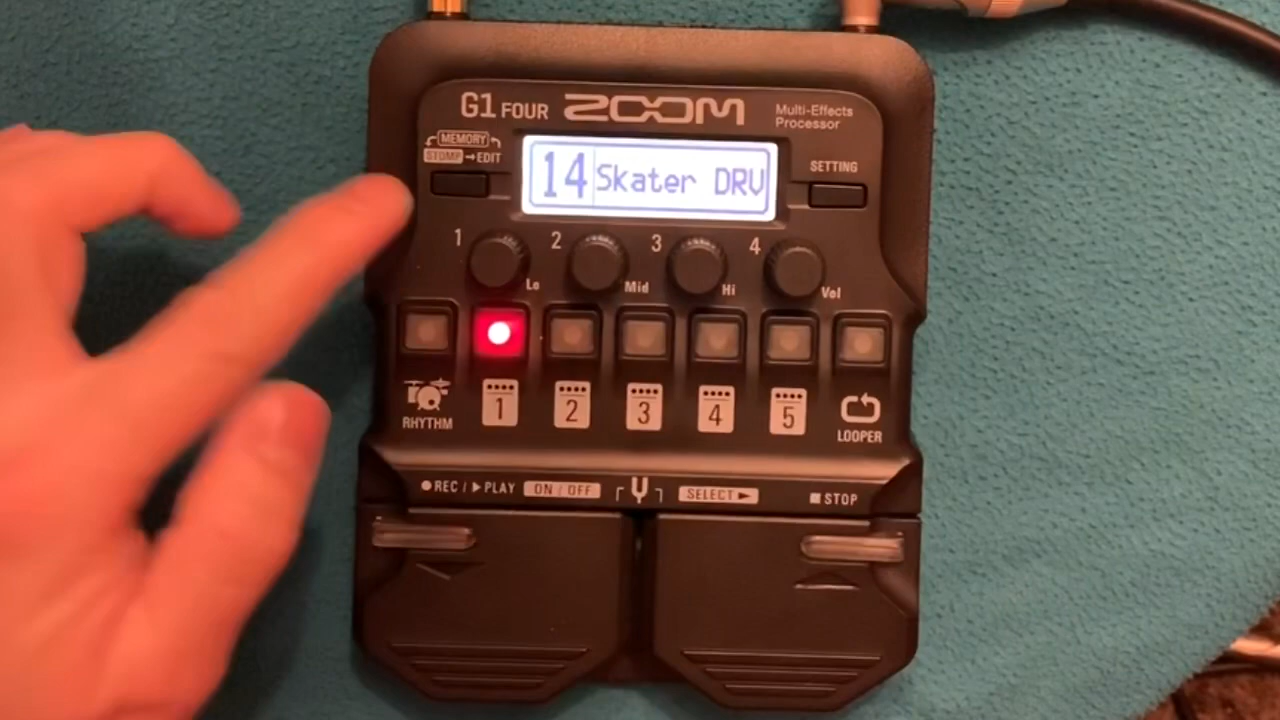 G1 FOUR ZOOM Multi-Effects
Processor
MEMORY
STOMP → EDIT
SETTING
14 Skater DRV
1 2 3 4
Lo Mid Hi Vol
1 2 3 4 5
RHYTHM LOOPER
●REC / ▶PLAY ON / OFF SELECT▶ ■STOP